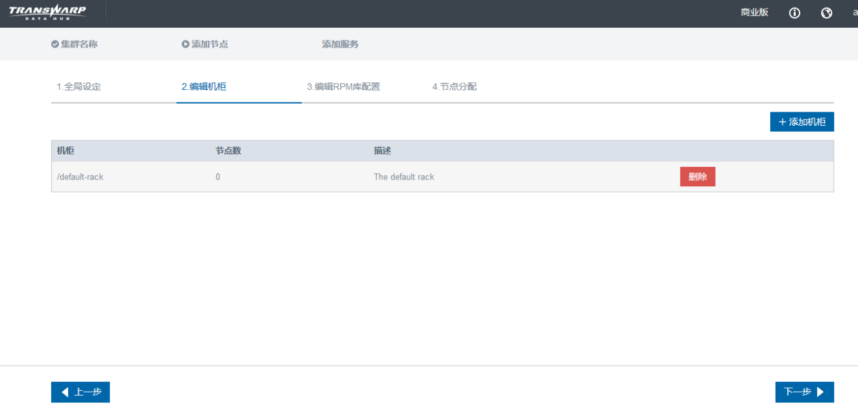 TRANSWARP
DATA HUB
商业版
a
集群名称 添加节点 添加服务
1.全局设定 2.编辑机柜 3.编辑RPM库配置 4.节点分配
+ 添加机柜
机柜 节点数 描述
/default-rack 0 The default rack 删除
上一步 下一步